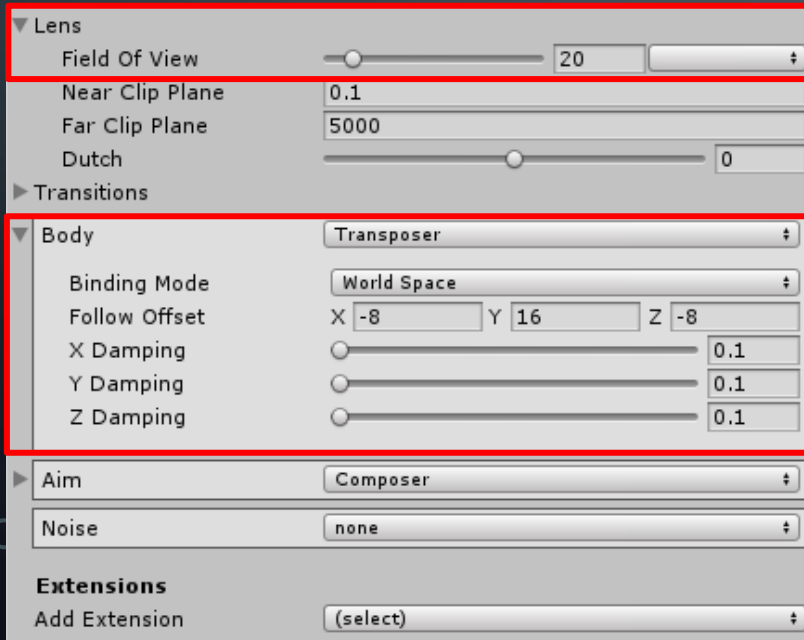 Lens
Field Of View 20
Near Clip Plane 0.1
Far Clip Plane 5000
Dutch 0
Transitions
Body Transposer
Binding Mode World Space
Follow Offset X -8 Y 16 Z -8
X Damping 0.1
Y Damping 0.1
Z Damping 0.1
Aim Composer
Noise none
Extensions
Add Extension (select)